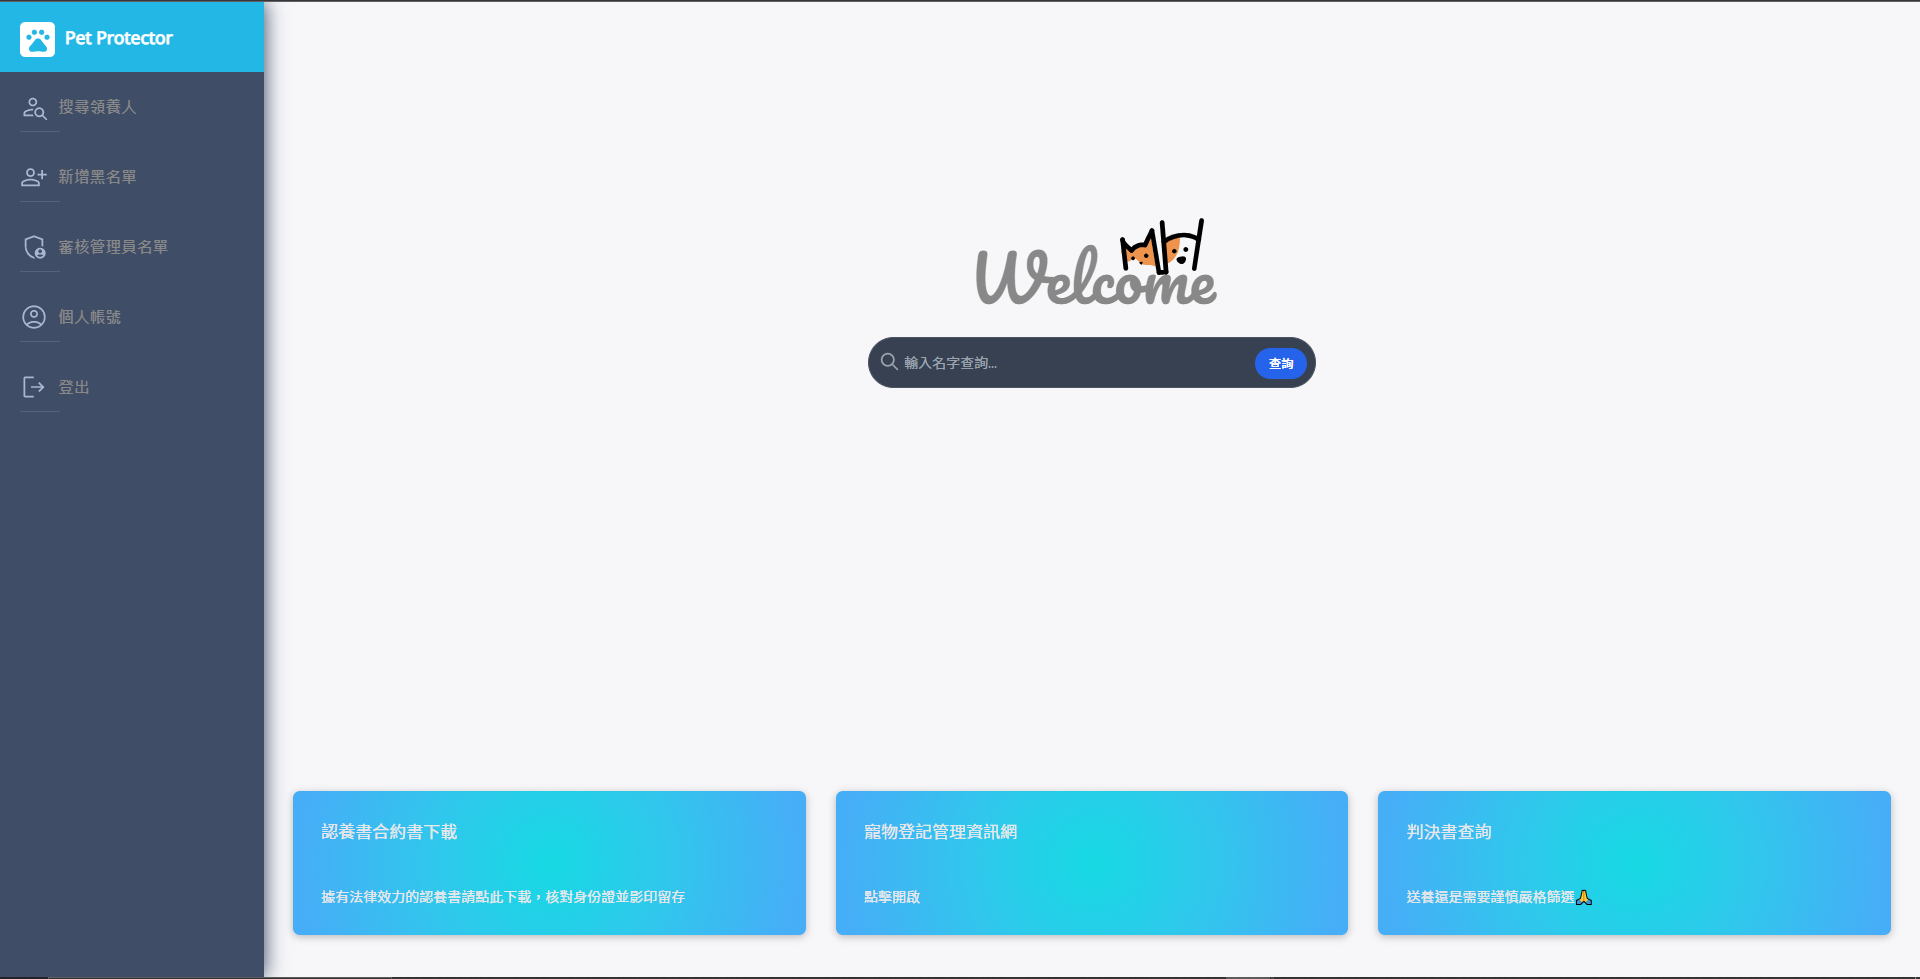 Pet Protector
搜尋領養人
新增黑名單
審核管理員名單
個人帳號
登出
Welcome
輸入名字查詢...
查詢
認養書合約書下載
據有法律效力的認養書請點此下載，核對身份證並影印留存
寵物登記管理資訊網
點擊開啟
判決書查詢
送養還是需要謹慎嚴格篩選🙏